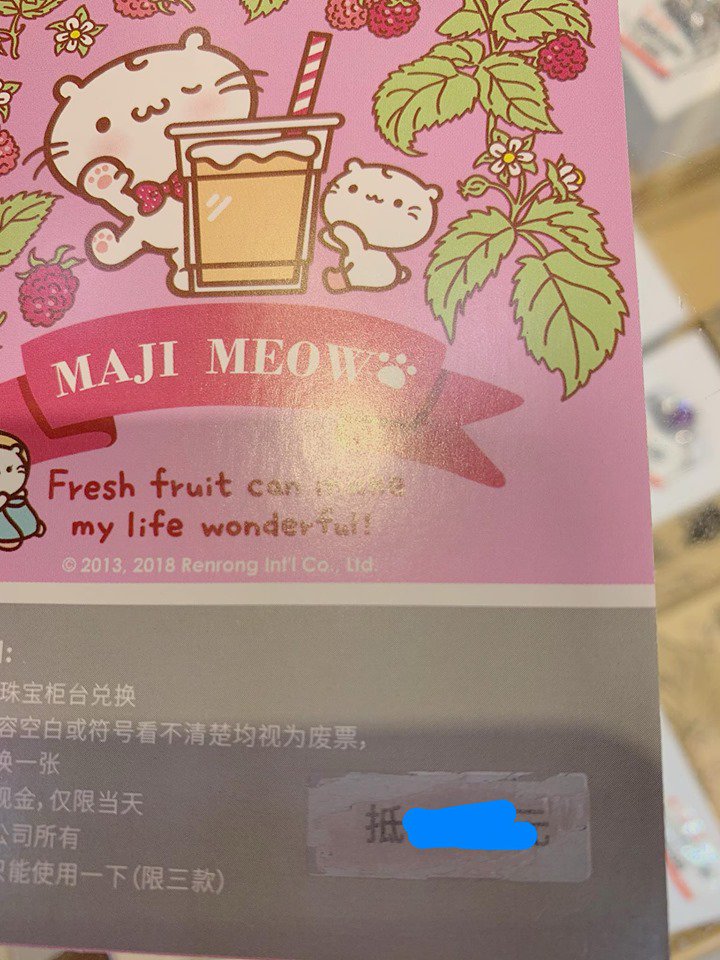 MAJI MEOW
Fresh fruit can make
my life wonderful!
© 2013, 2018 Renrong Int'l Co., Ltd.
:
珠宝柜台兑换
容空白或符号看不清楚均视为废票，
换一张
现金，仅限当天
公司所有
只能使用一下(限三款)
抵 元